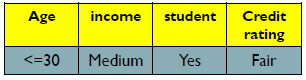 Age income student Credit rating
<=30 Medium Yes Fair